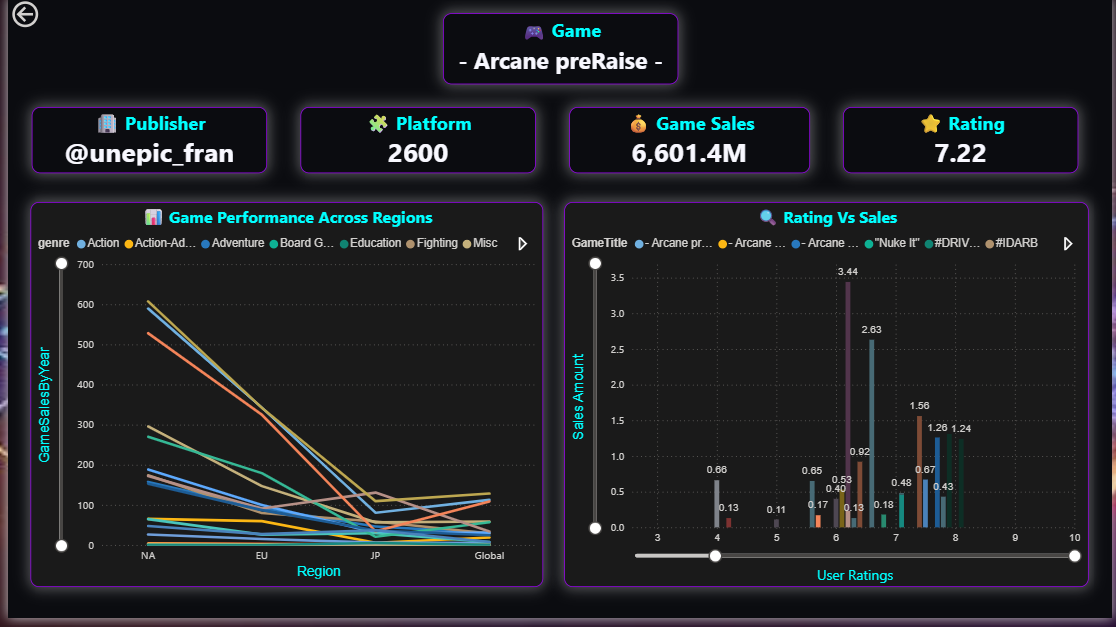 Game
- Arcane preRaise -
Publisher
@unepic_fran
Platform
2600
Game Sales
6,601.4M
Rating
7.22
Game Performance Across Regions
genre Action Action-Ad... Adventure Board G... Education Fighting Misc
700
600
500
400
300
200
100
0
GameSalesByYear
NA EU JP Global
Region
Rating Vs Sales
GameTitle - Arcane pr... - Arcane ... - Arcane ... "Nuke It" #DRIV... #IDARB
3.5
3.0
2.5
2.0
1.5
1.0
0.5
0.0
Sales Amount
0.66
0.13
0.11
0.65
0.17
0.40
0.53
3.44
0.13
0.92
2.63
0.18
0.48
1.56
0.67
1.26
0.43
1.24
3 4 5 6 7 8 9 10
User Ratings